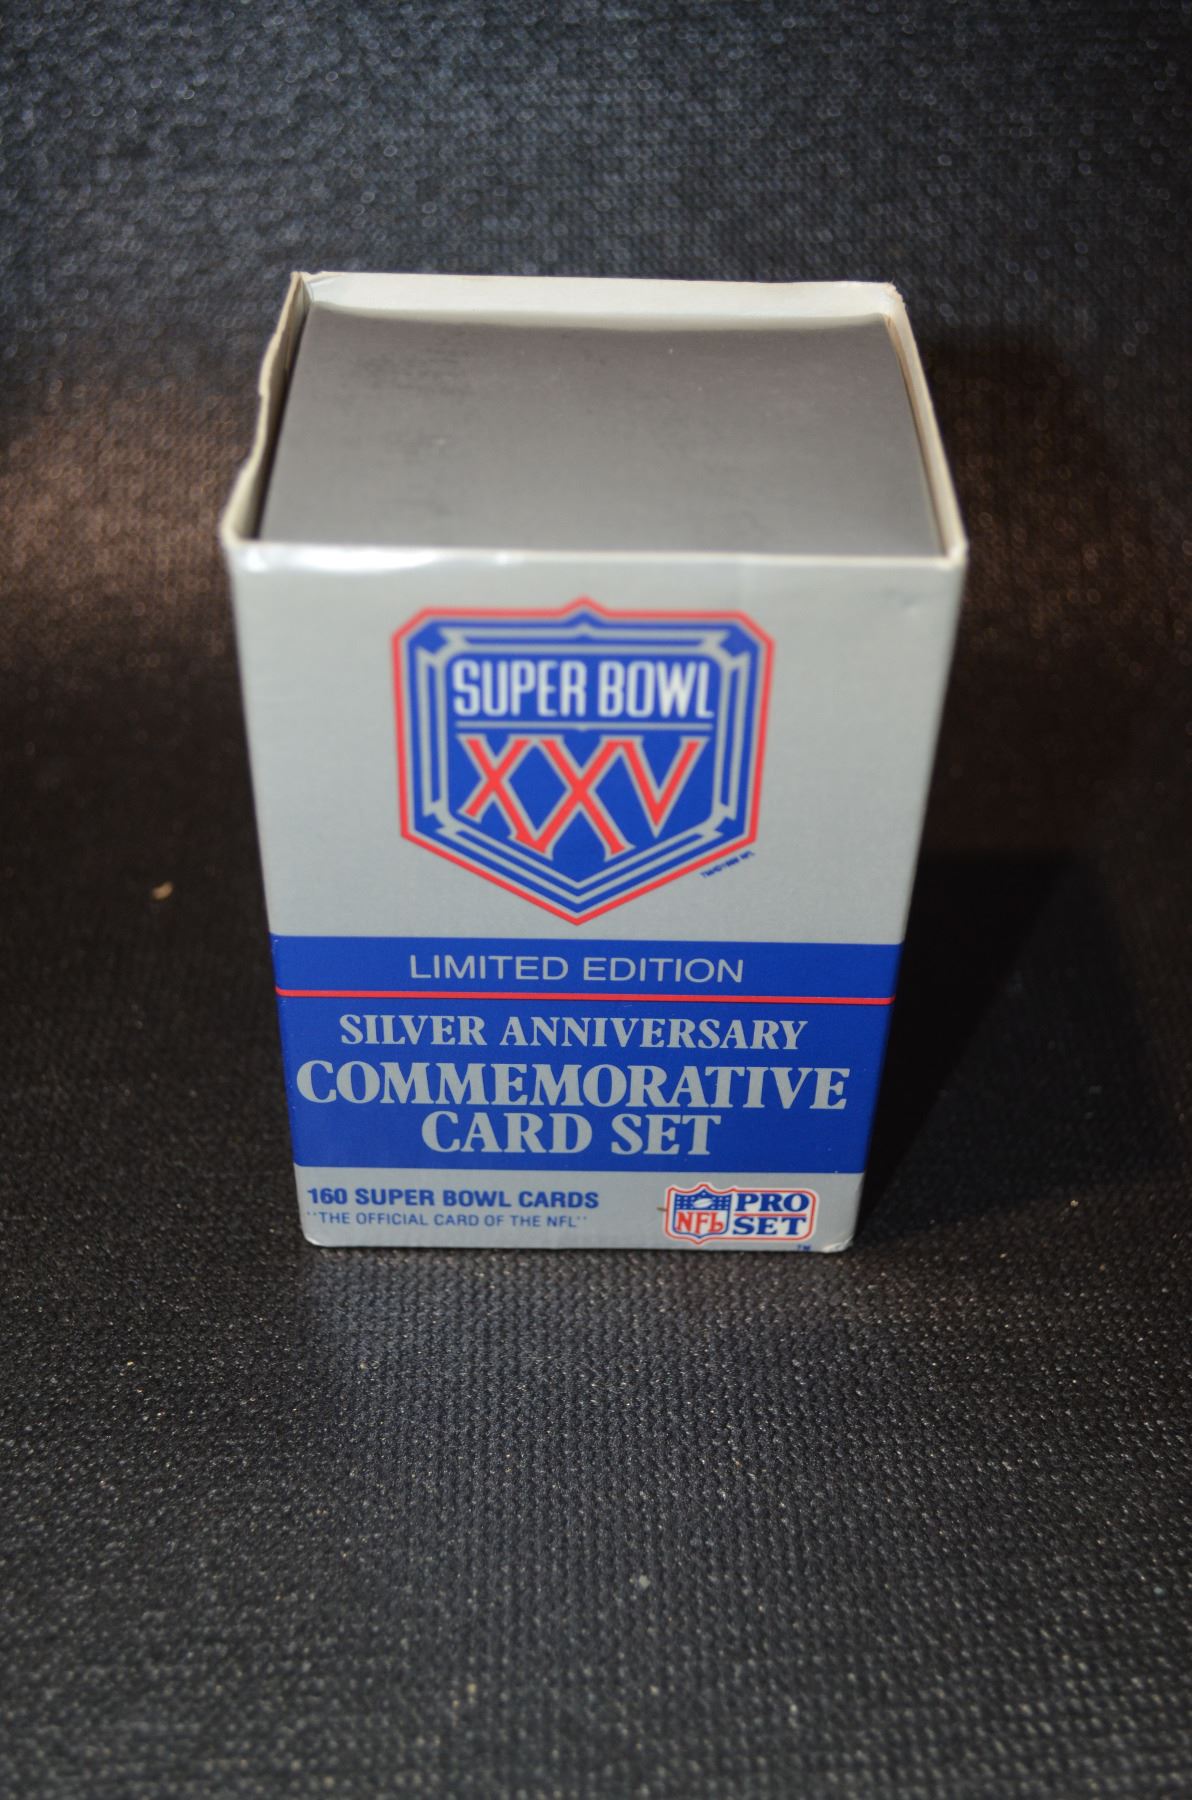 SUPER BOWL
XXV
LIMITED EDITION
SILVER ANNIVERSARY
COMMEMORATIVE
CARD SET
160 SUPER BOWL CARDS
"THE OFFICIAL CARD OF THE NFL"
NFL
PRO
SET
TM